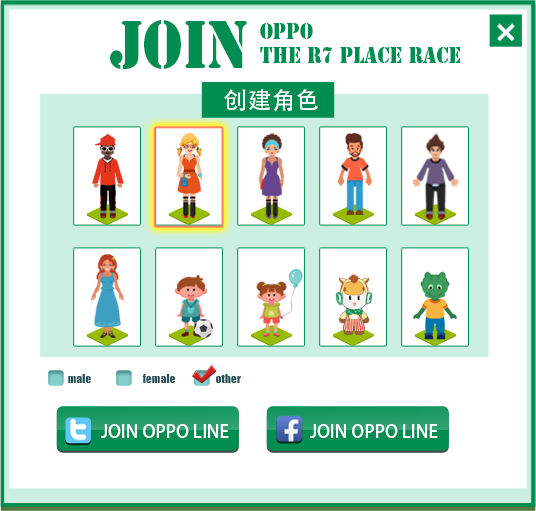 JOIN
OPPO
THE R7 PLACE RACE
创建角色
male
female
other
JOIN OPPO LINE
JOIN OPPO LINE